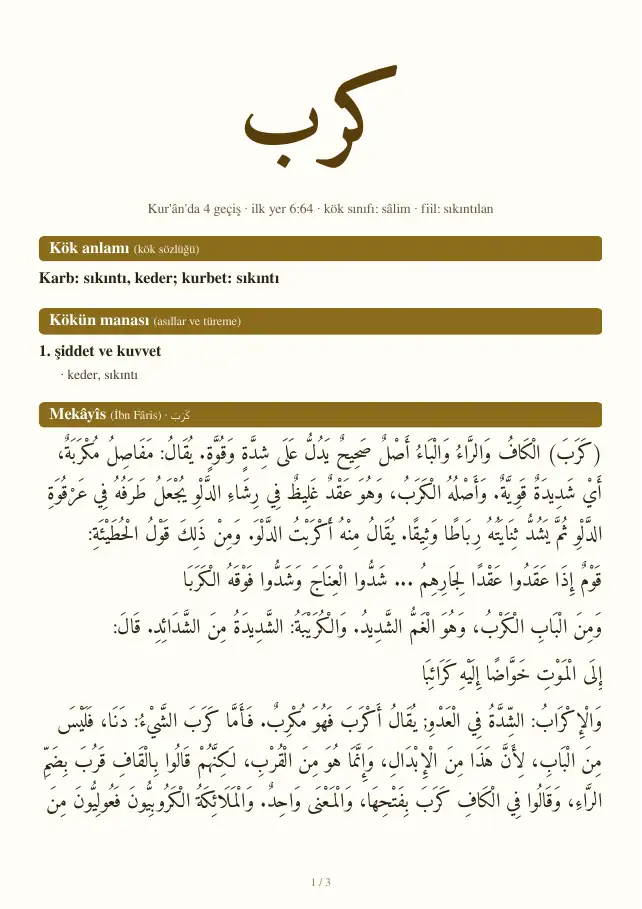 كرب
Kur'ân'da 4 geçiş · ilk yer 6:64 · kök sınıfı: sâlim · fiil: sıkıntılan
Kök anlamı (kök sözlüğü)
Karb: sıkıntı, keder; kurbet: sıkıntı
Kökün manası (asıllar ve türeme)
1. şiddet ve kuvvet
· keder, sıkıntı
Mekâyîs (İbn Fâris) · كَرَبَ
(كَرَبَ) الْكَافُ وَالرَّاءُ وَالْبَاءُ أَصْلٌ صَحِيحٌ يَدُلُّ عَلَى شِدَّةٍ وَقُوَّةٍ. يُقَالُ: مَفَاصِلُ مُكْرَبَةٌ،
أَيْ شَدِيدَةٌ قَوِيَّةٌ. وَأَصْلُهُ الْكَرَبُ، وَهُوَ عَقْدٌ غَلِيظٌ فِي رِشَاءِ الدَّلْوِ يُجْعَلُ طَرَفُهُ فِي عَرْقُوَةِ
الدَّلْوِ ثُمَّ يَشُدُّ ثِنَايَتُهُ رِبَاطًا وَثِيقًا. يُقَالُ مِنْهُ أَكْرَبْتُ الدَّلْوَ. وَمِنْ ذَلِكَ قَوْلُ الْحُطَيْئَةِ:
قَوْمٌ إِذَا عَقَدُوا عَقْدًا لِجَارِهِمُ ... شَدُّوا الْعِنَاجَ وَشَدُّوا فَوْقَهُ الْكَرَبَا
وَمِنَ الْبَابِ الْكَرْبُ، وَهُوَ الْغَمُّ الشَّدِيدُ. وَالْكُرَيْبَةُ: الشَّدِيدَةُ مِنَ الشَّدَائِدِ. قَالَ:
إِلَى الْمَوْتِ خَوَّاضًا إِلَيْهِ كَرَائِبَا
وَالْإِكْرَابُ: الشِّدَّةُ فِي الْعَدْوِ; يُقَالُ أَكْرَبَ فَهُوَ مُكْرِبٌ. فَأَمَّا كَرَبَ الشَّيْءُ: دَنَا، فَلَيْسَ
مِنَ الْبَابِ، لِأَنَّ هَذَا مِنَ الْإِبْدَالِ، وَإِنَّمَا هُوَ مِنَ الْقُرْبِ، لَكِنَّهُمْ قَالُوا بِالْقَافِ قَرُبَ بِضَمِّ
الرَّاءِ، وَقَالُوا فِي الْكَافِ كَرَبَ بِفَتْحِهَا، وَالْمَعْنَى وَاحِدٌ. وَالْمَلَائِكَةُ الْكَرُوبِيُّونَ فَعُولِيُّونَ مِنَ
1 / 3